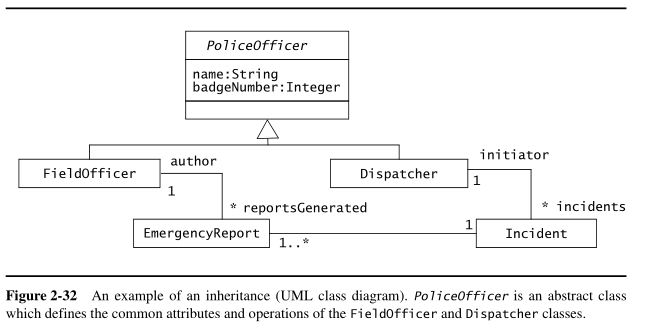 PoliceOfficer
name:String
badgeNumber:Integer
FieldOfficer
author
1
Dispatcher
initiator
1
* reportsGenerated
* incidents
EmergencyReport
1..*
1
Incident
Figure 2-32 An example of an inheritance (UML class diagram). PoliceOfficer is an abstract class
which defines the common attributes and operations of the FieldOfficer and Dispatcher classes.